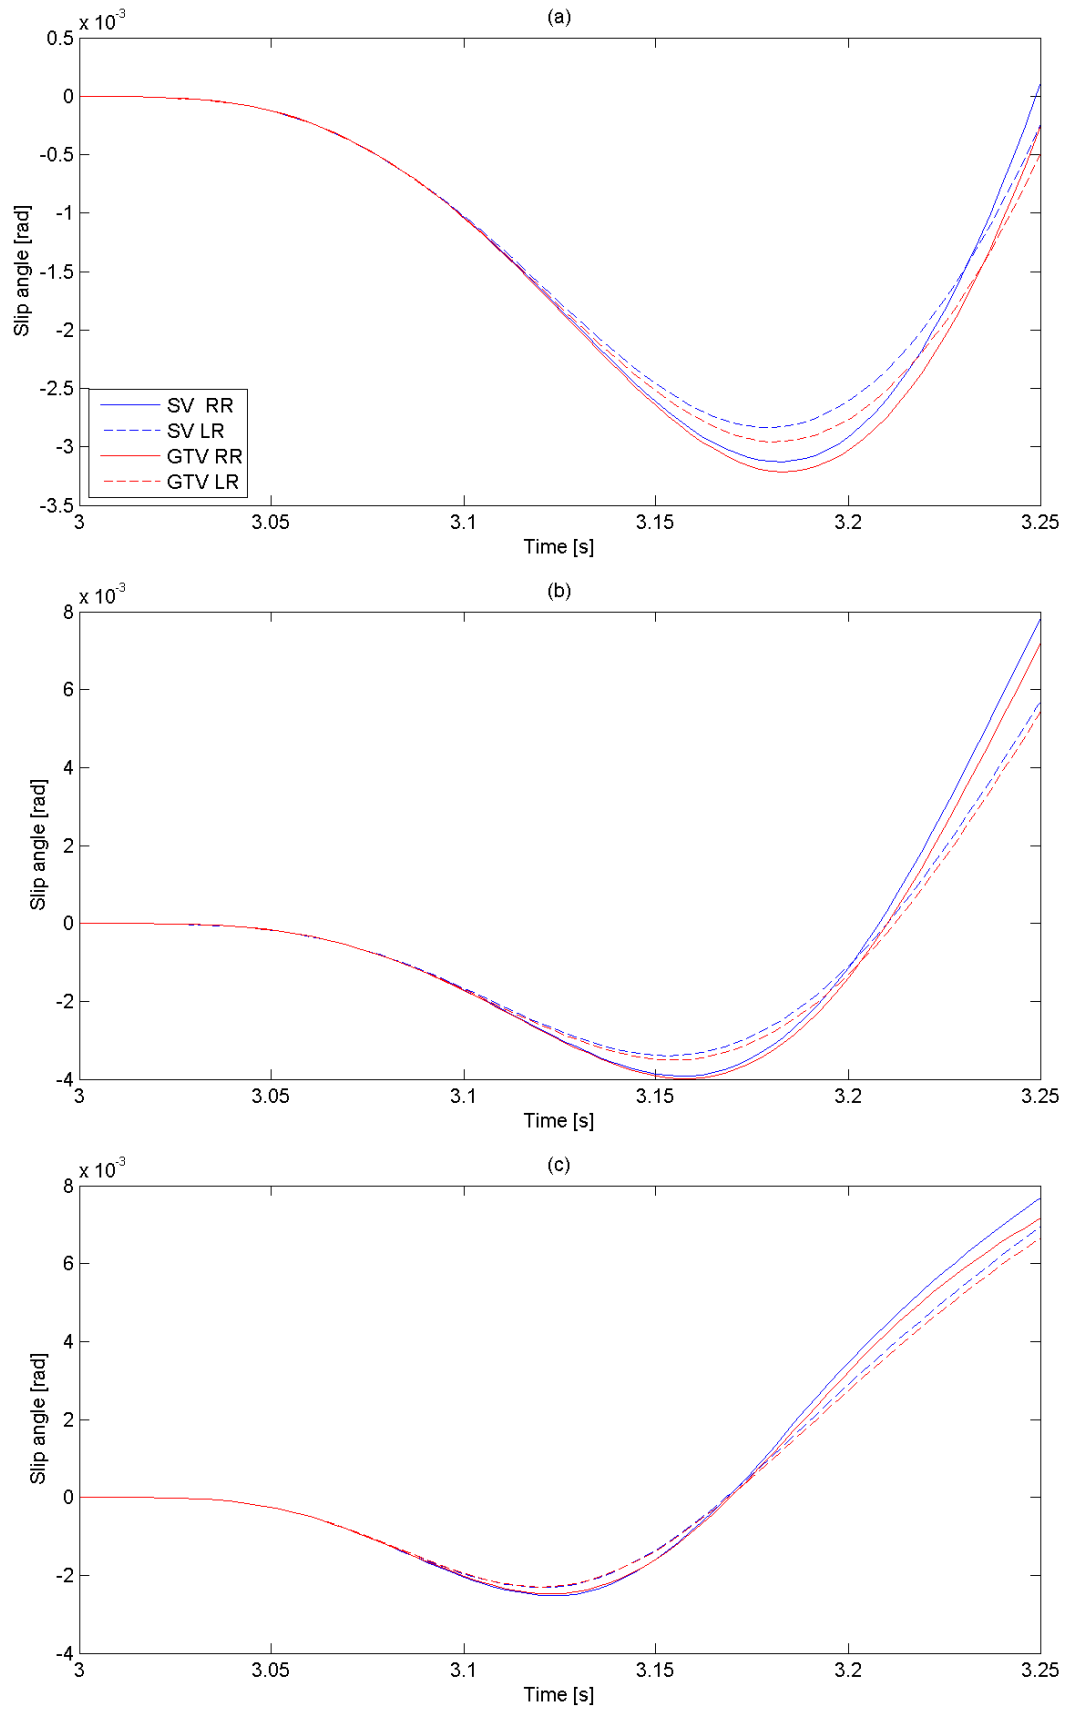 (a)
x 10-3
0.5
0
-0.5
-1
-1.5
-2
-2.5
-3
-3.5
Slip angle [rad]
SV RR
SV LR
GTV RR
GTV LR
3 3.05 3.1 3.15 3.2 3.25
Time [s]
(b)
x 10-3
8
6
4
2
0
-2
-4
Slip angle [rad]
3 3.05 3.1 3.15 3.2 3.25
Time [s]
(c)
x 10-3
8
6
4
2
0
-2
-4
Slip angle [rad]
3 3.05 3.1 3.15 3.2 3.25
Time [s]